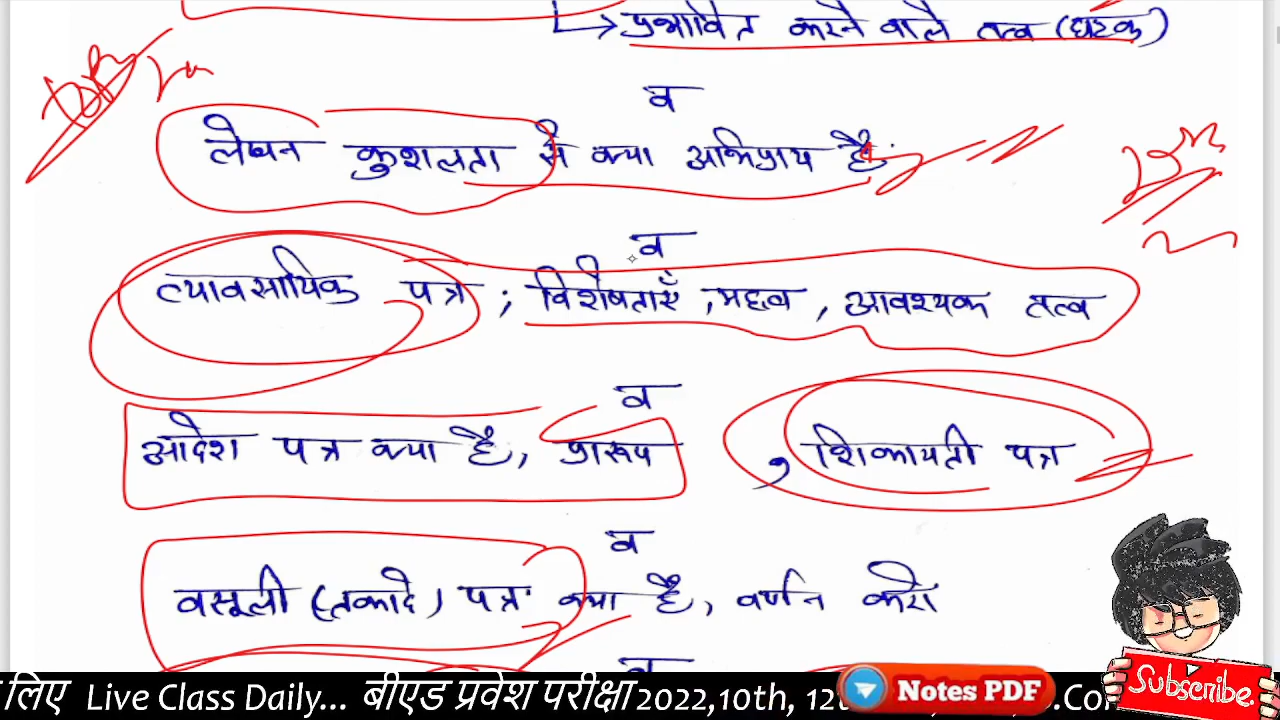 → प्रभावित करने वाले तत्व (घटक)
व
लेखन कुशलता से क्या अभिप्राय है
व
व्यावसायिक पत्र ; विशेषताएँ , महत्व , आवश्यक तत्व
व
आदेश पत्र क्या है, प्रारूप , शिकायती पत्र
व
वसूली (तकादे) पत्र क्या है, वर्णन करो
व
लिए Live Class Daily... बीएड प्रवेश परीक्षा 2022,10th, Notes PDF
Subscribe